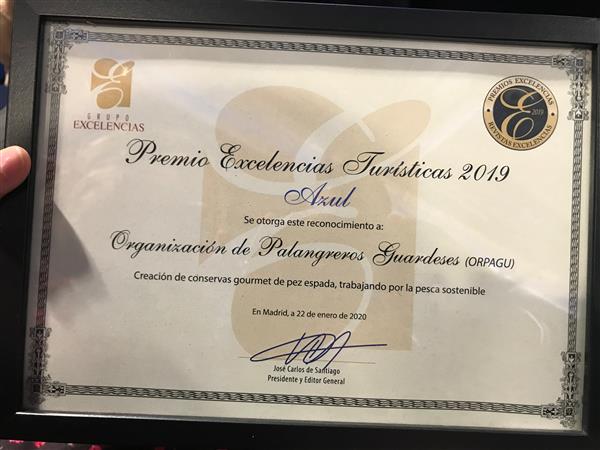 GRUPO
EXCELENCIAS
PREMIOS EXCELENCIAS
2019
REVISTAS EXCELENCIAS
Premio Excelencias Turísticas 2019
Azul
Se otorga este reconocimiento a:
Organización de Palangreros Guardeses (ORPAGU)
Creación de conservas gourmet de pez espada, trabajando por la pesca sostenible
En Madrid, a 22 de enero de 2020
José Carlos de Santiago
Presidente y Editor General